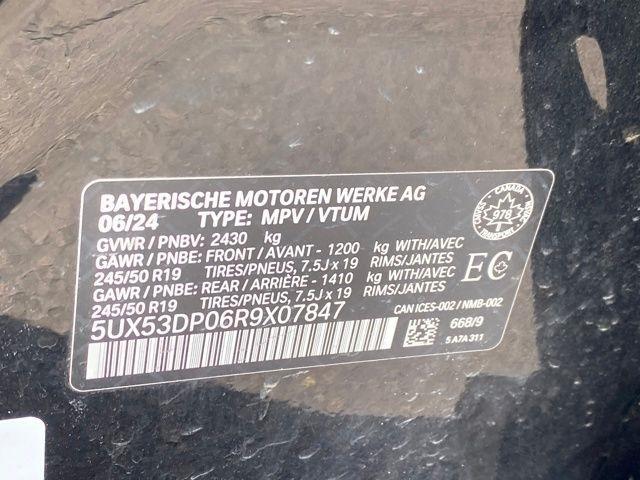 BAYERISCHE MOTOREN WERKE AG
06/24 TYPE: MPV / VTUM
GVWR / PNBV: 2430 kg
GAWR / PNBE: FRONT / AVANT - 1200 kg WITH/AVEC
245/50 R19 TIRES/PNEUS, 7.5J x 19 RIMS/JANTES
GAWR / PNBE: REAR / ARRIÈRE - 1410 kg WITH/AVEC
245/50 R19 TIRES/PNEUS, 7.5J x 19 RIMS/JANTES
5UX53DP06R9X07847
CANADA
976
TRANSPORT
EC
CAN ICES-002 / NMB-002
668/9
5 A7A 311